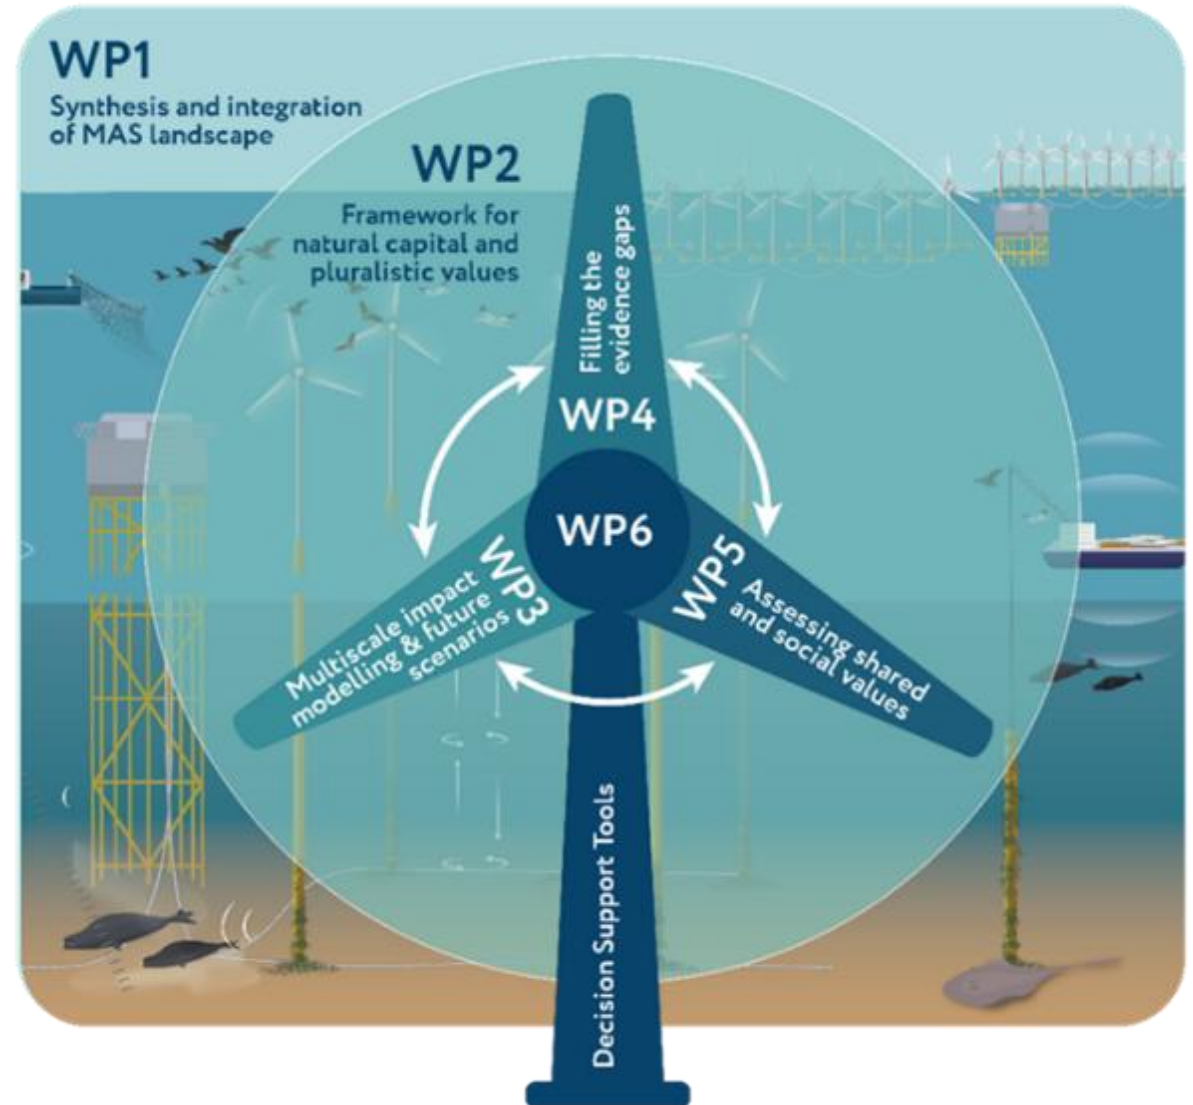 WP1
Synthesis and integration
of MAS landscape
WP2
Framework for
natural capital and
pluralistic values
Filling the
evidence gaps
WP4
WP6
WP3
Multiscale impact
modelling & future
scenarios
WP5
Assessing shared
and social values
Decision Support Tools